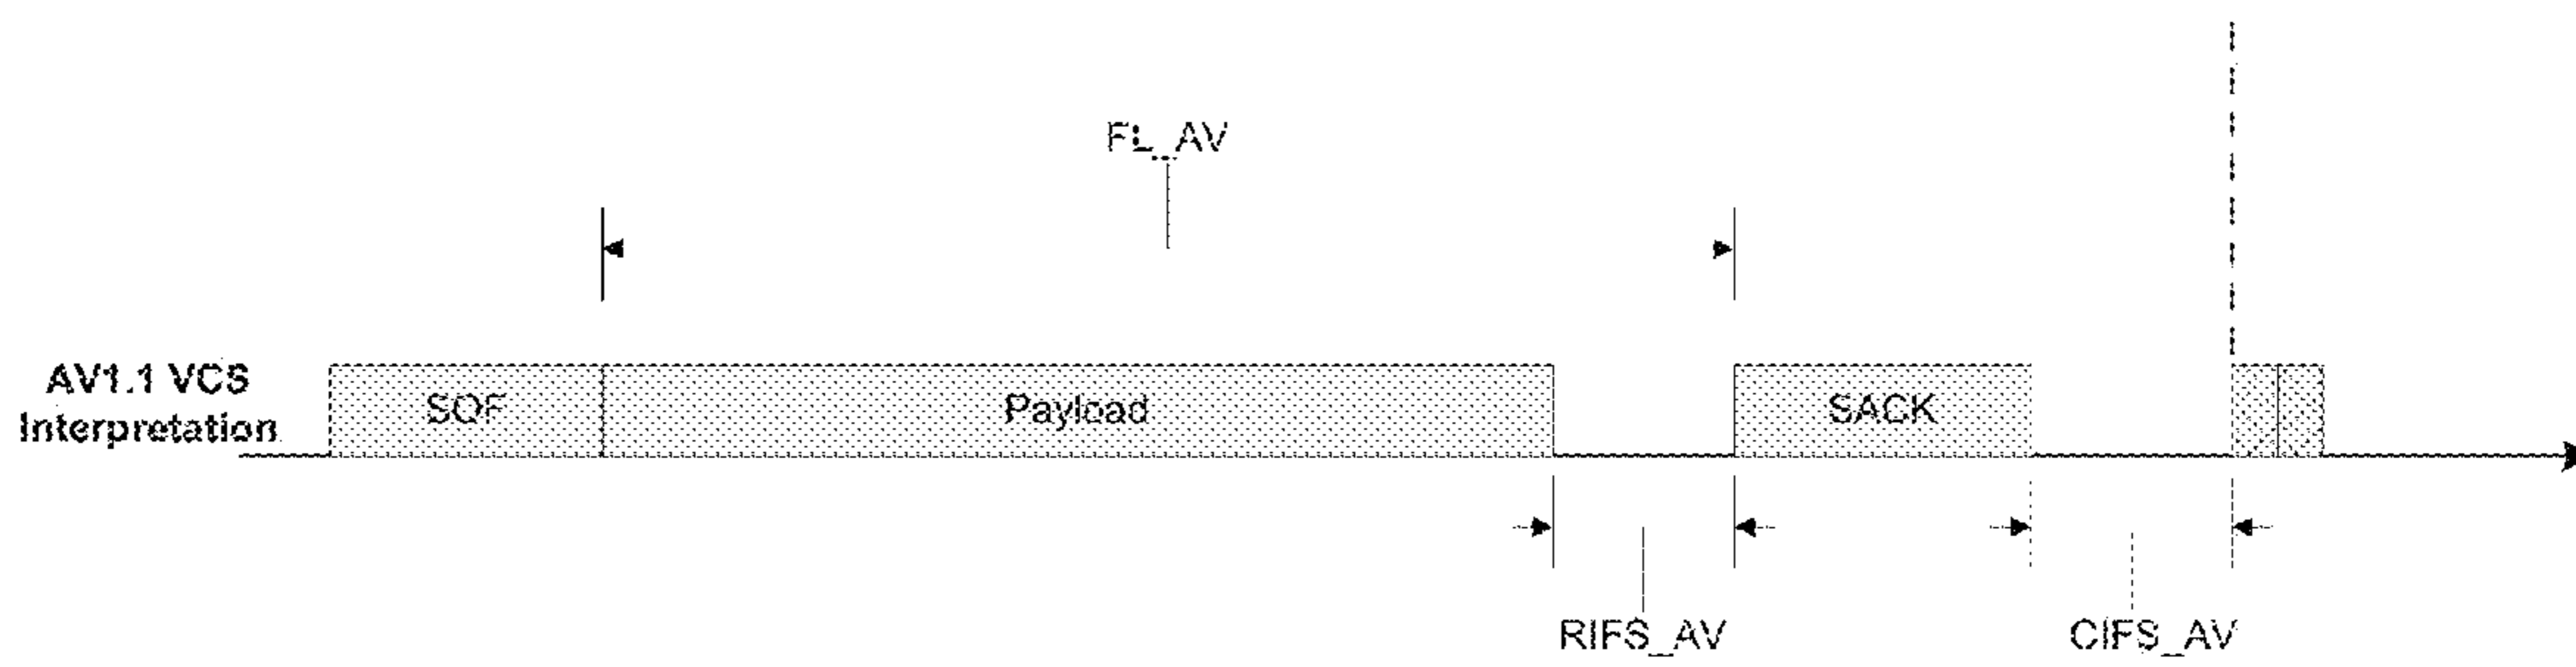 FL_AV
AV1.1 VCS
Interpretation
SOF
Payload
SACK
RIFS_AV
CIFS_AV